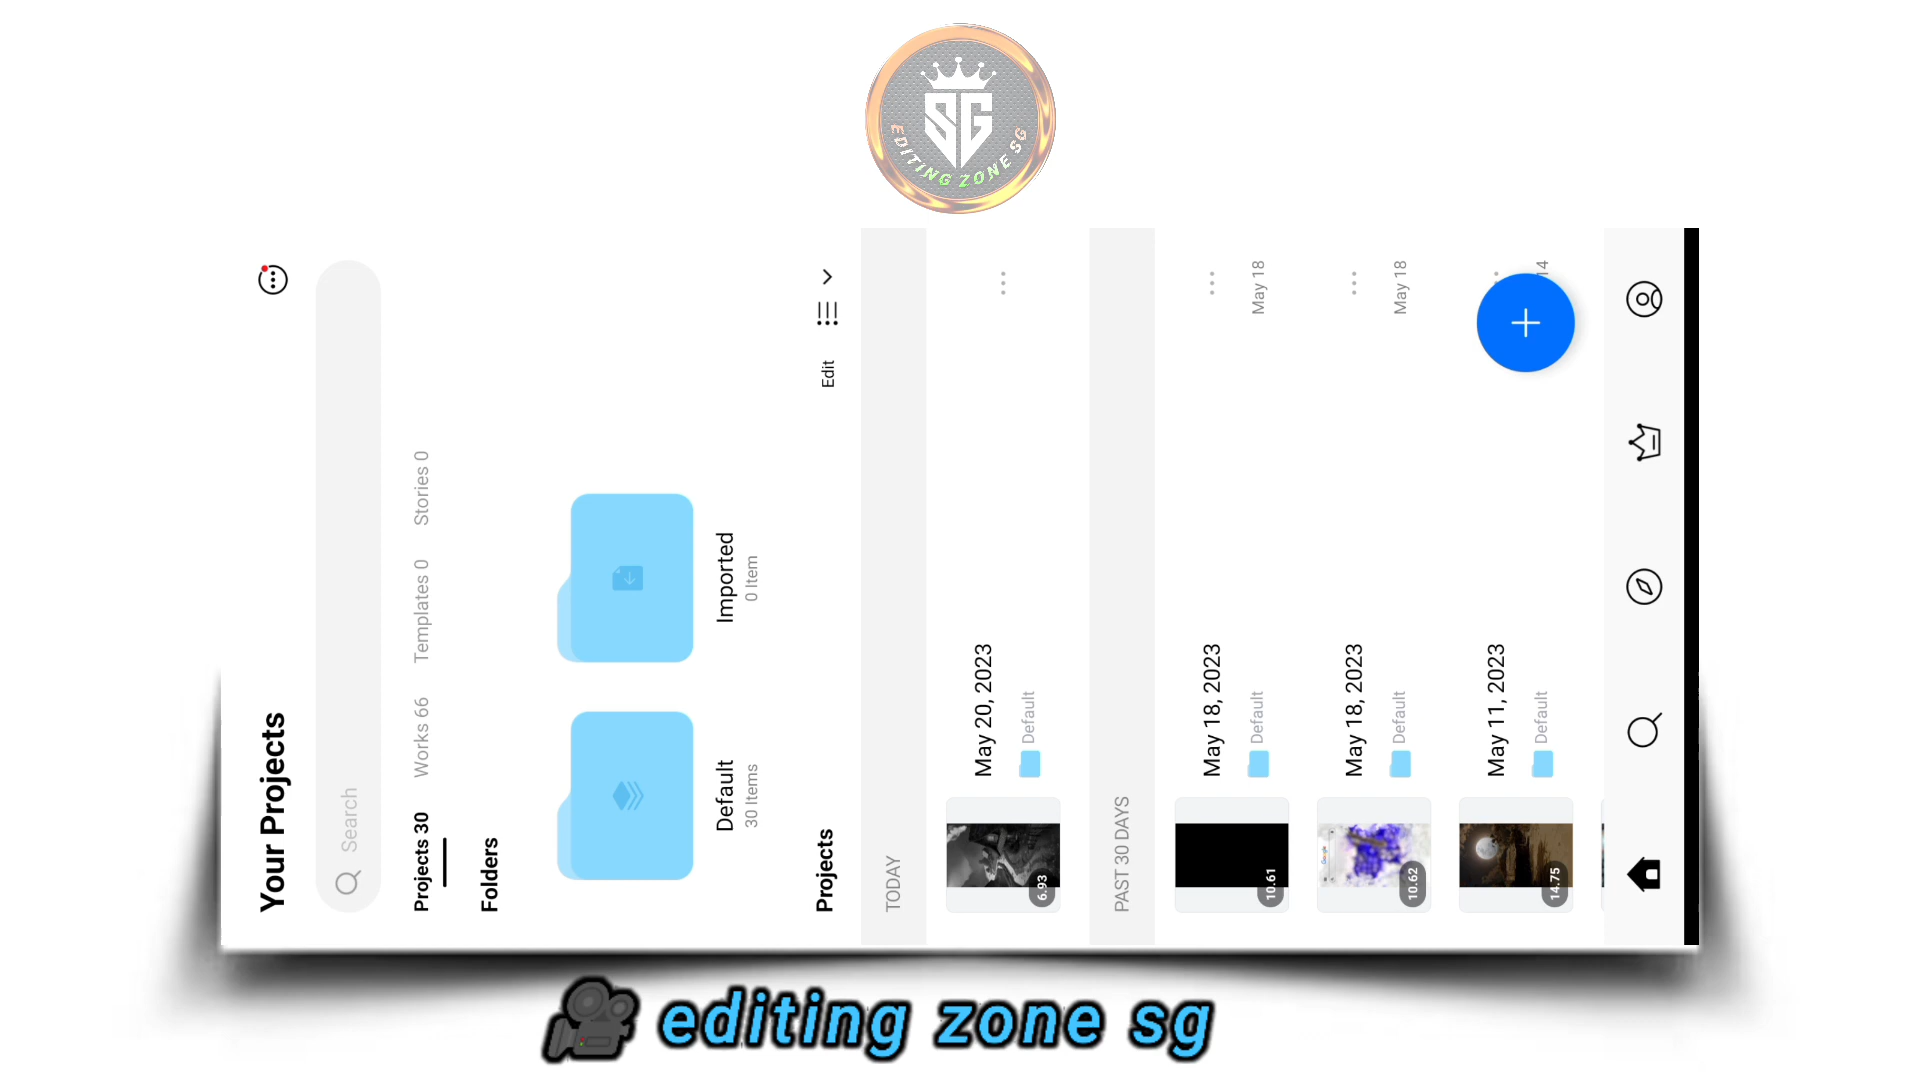 SG
EDITING ZONE SG
Your Projects
Search
Projects 30 Works 66 Templates 0 Stories 0
Folders
Default
30 Items
Imported
0 Item
Projects Edit
TODAY
6.93
May 20, 2023
Default
PAST 30 DAYS
10.61
May 18, 2023
Default May 18
10.62
May 18, 2023
Default May 18
Google
14.75
May 11, 2023
Default 14
editing zone sg